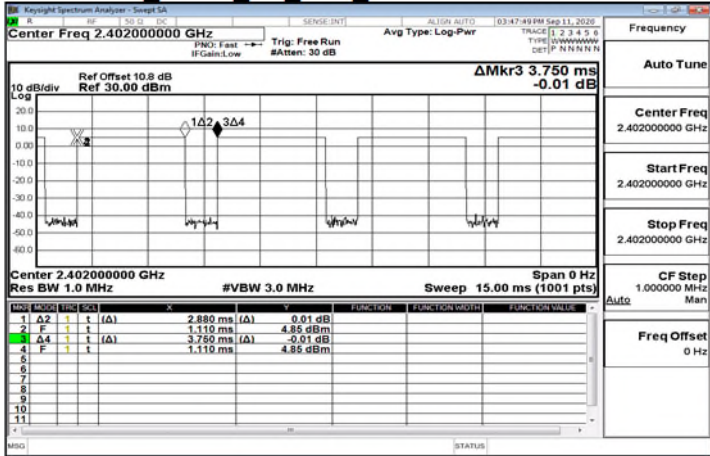 Keysight Spectrum Analyser - Swept SA
R RF 50 Ω DC SENSE:INT ALIGN AUTO 03:47:49 PM Sep 11, 2020
Center Freq 2.402000000 GHz
PNO: Fast
IFGain:Low
Trig: Free Run
#Atten: 30 dB
Avg Type: Log-Pwr
TRACE 1 2 3 4 5 6
TYPE WWWWWW
DET P N N N N N
ΔMkr3 3.750 ms
-0.01 dB
Ref Offset 10.8 dB
10 dB/div Ref 30.00 dBm
Log
20.0
10.0
0.00
-10.0
-20.0
-30.0
-40.0
-50.0
-60.0
1Δ2 3Δ4
Center 2.402000000 GHz Span 0 Hz
Res BW 1.0 MHz #VBW 3.0 MHz Sweep 15.00 ms (1001 pts)
MKR MODE TRC SCL X Y FUNCTION FUNCTION WIDTH FUNCTION VALUE
1 Δ2 1 t (Δ) 2.880 ms (Δ) 0.01 dB
2 F 1 t 1.110 ms 4.85 dBm
3 Δ4 1 t (Δ) 3.750 ms (Δ) -0.01 dB
4 F 1 t 1.110 ms 4.85 dBm
5
6
7
8
9
10
11
MSG STATUS
Frequency
Auto Tune
Center Freq
2.402000000 GHz
Start Freq
2.402000000 GHz
Stop Freq
2.402000000 GHz
CF Step
1.000000 MHz
Auto Man
Freq Offset
0 Hz